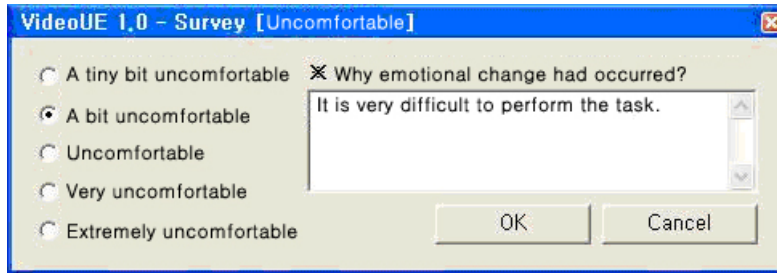 VideoUE 1.0 - Survey [Uncomfortable]
A tiny bit uncomfortable
A bit uncomfortable
Uncomfortable
Very uncomfortable
Extremely uncomfortable
※ Why emotional change had occurred?
It is very difficult to perform the task.
OK
Cancel